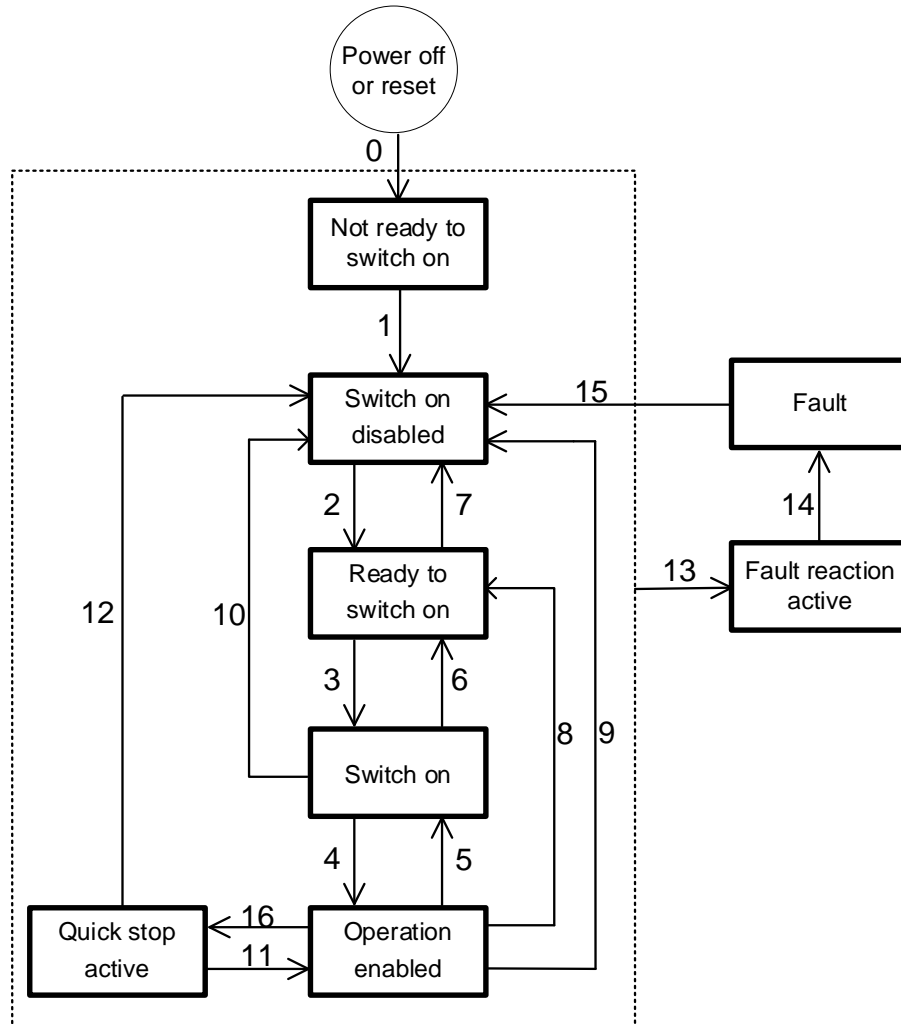 Power off
or reset
0
Not ready to
switch on
1
Switch on
disabled
15
Fault
2
7
14
Ready to
switch on
13
Fault reaction
active
12
10
3
6
8
9
Switch on
4
5
Quick stop
active
16
11
Operation
enabled